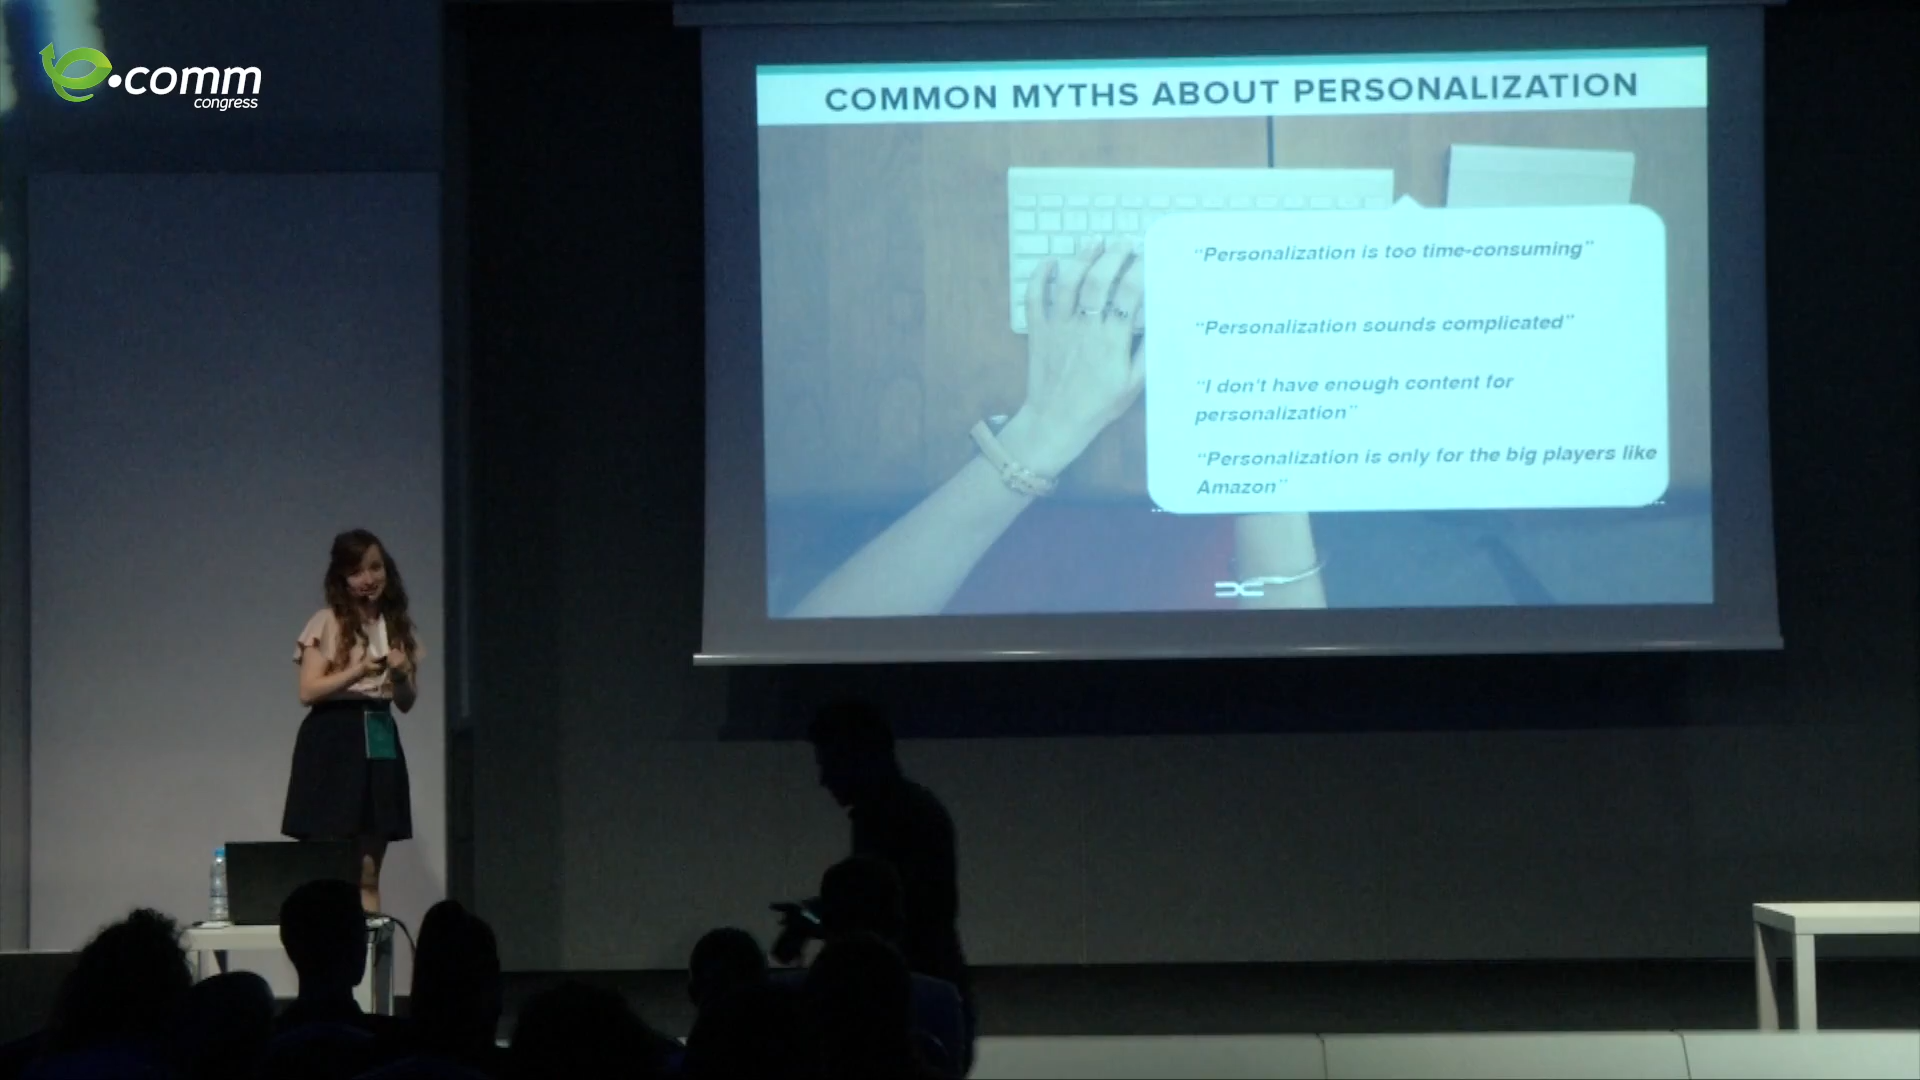 e.comm
congress
COMMON MYTHS ABOUT PERSONALIZATION
“Personalization is too time-consuming”
“Personalization sounds complicated”
“I don't have enough content for
personalization”
“Personalization is only for the big players like
Amazon”